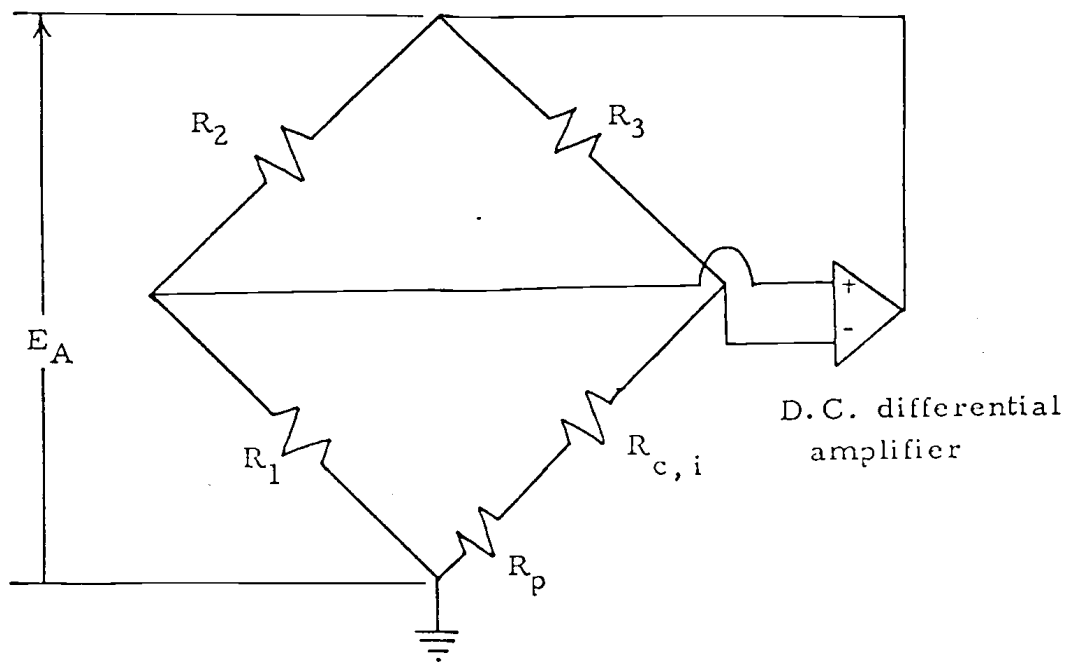 R2
R3
+
-
EA
D.C. differential
amplifier
R1
Rc, i
Rp